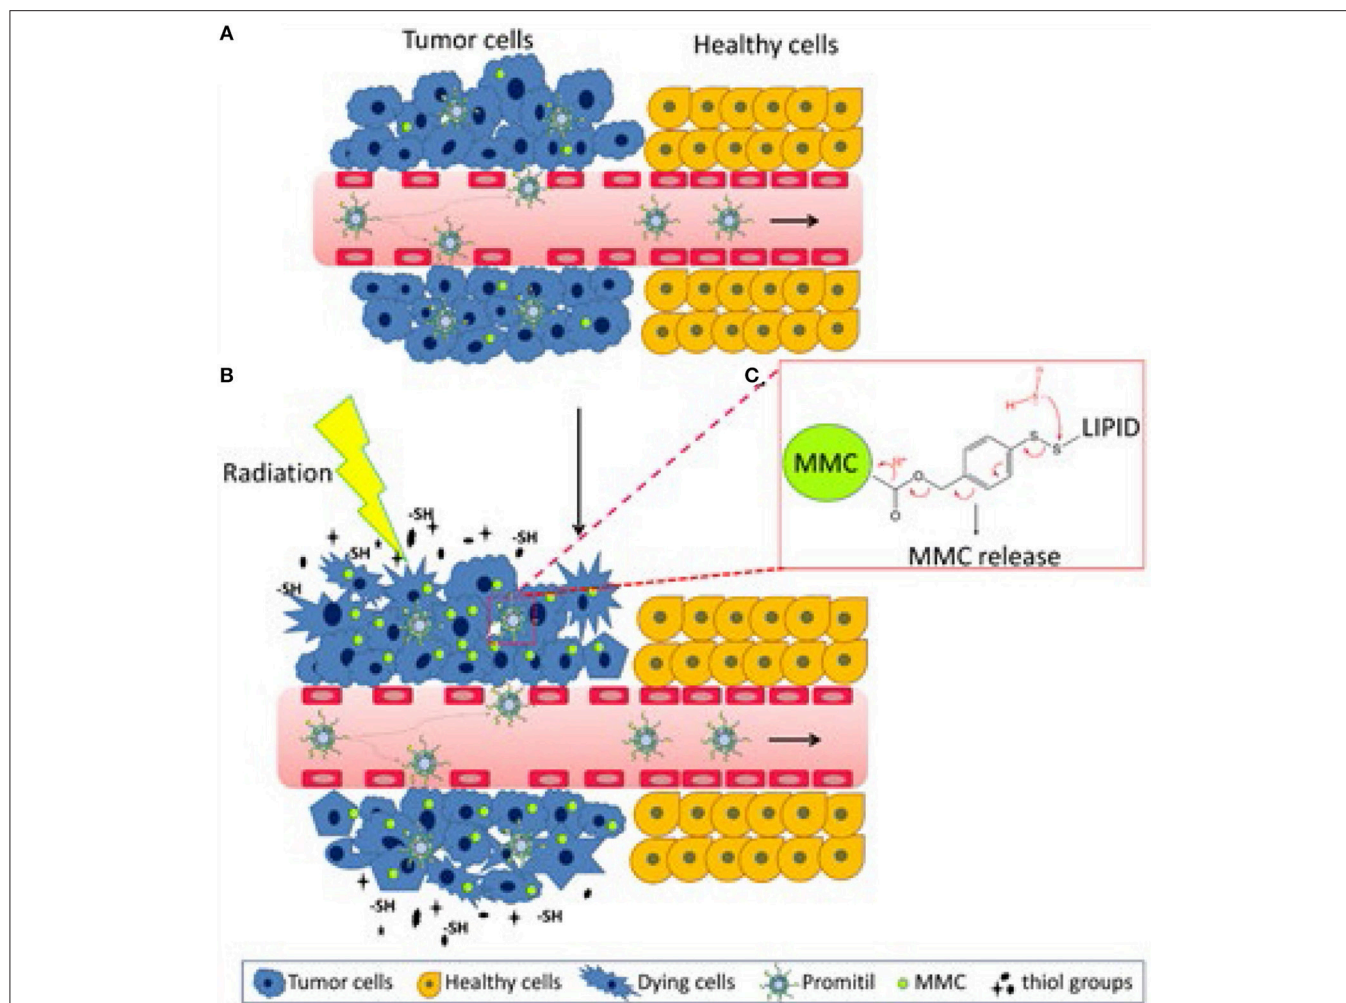 A
Tumor cells
Healthy cells
B
C
Radiation
-SH
-SH
-SH
-SH
H
S
S
LIPID
MMC
H+
O
O
MMC release
-SH
-SH
-SH
Tumor cells
Healthy cells
Dying cells
Promitil
MMC
thiol groups